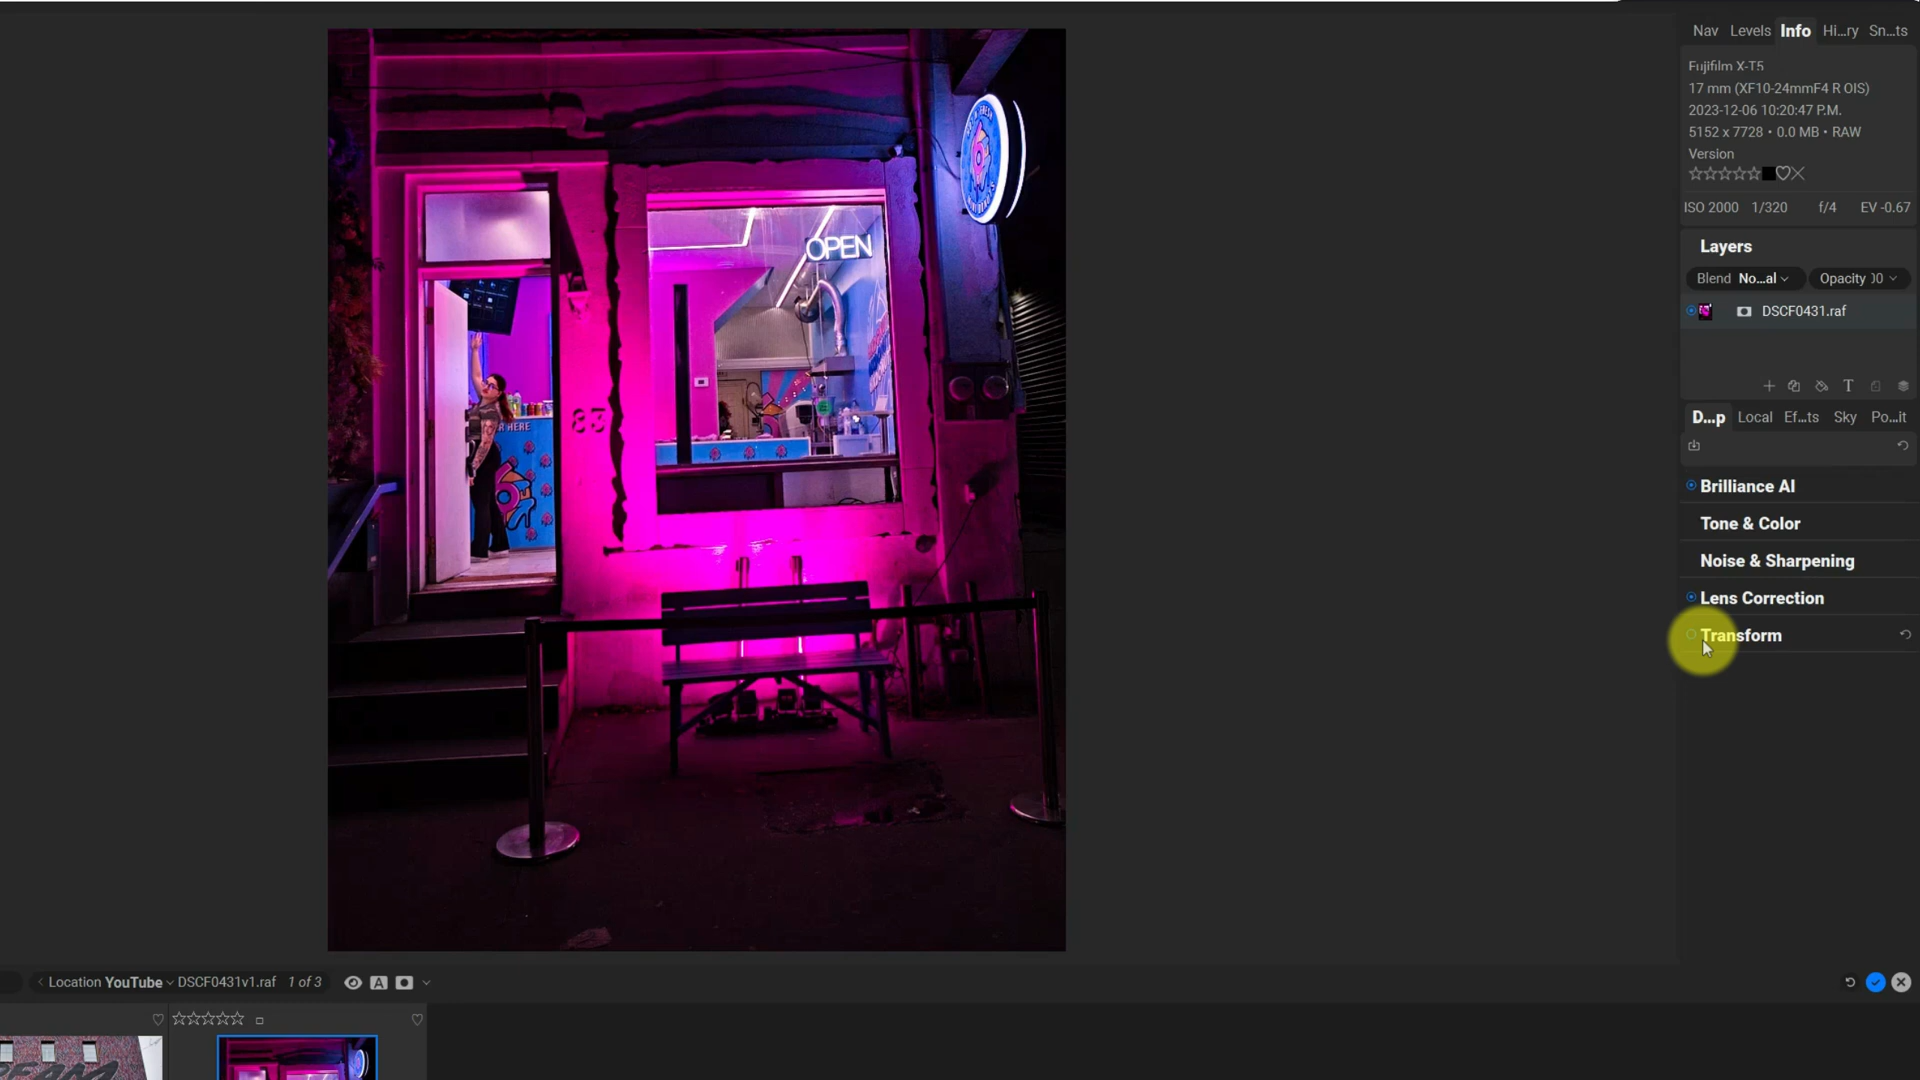 Nav Levels Info Hi...ry Sn...ts
Fujifilm X-T5
17 mm (XF10-24mmF4 R OIS)
2023-12-06 10:20:47 P.M.
5152 x 7728 • 0.0 MB • RAW
Version
ISO 2000 1/320 f/4 EV -0.67
Layers
Blend No...al Opacity )0
DSCF0431.raf
T
D...p Local Ef...ts Sky Po...it
Brilliance AI
Tone & Color
Noise & Sharpening
Lens Correction
Transform
OPEN
83
R HERE
Location YouTube DSCF0431v1.raf 1 of 3
A